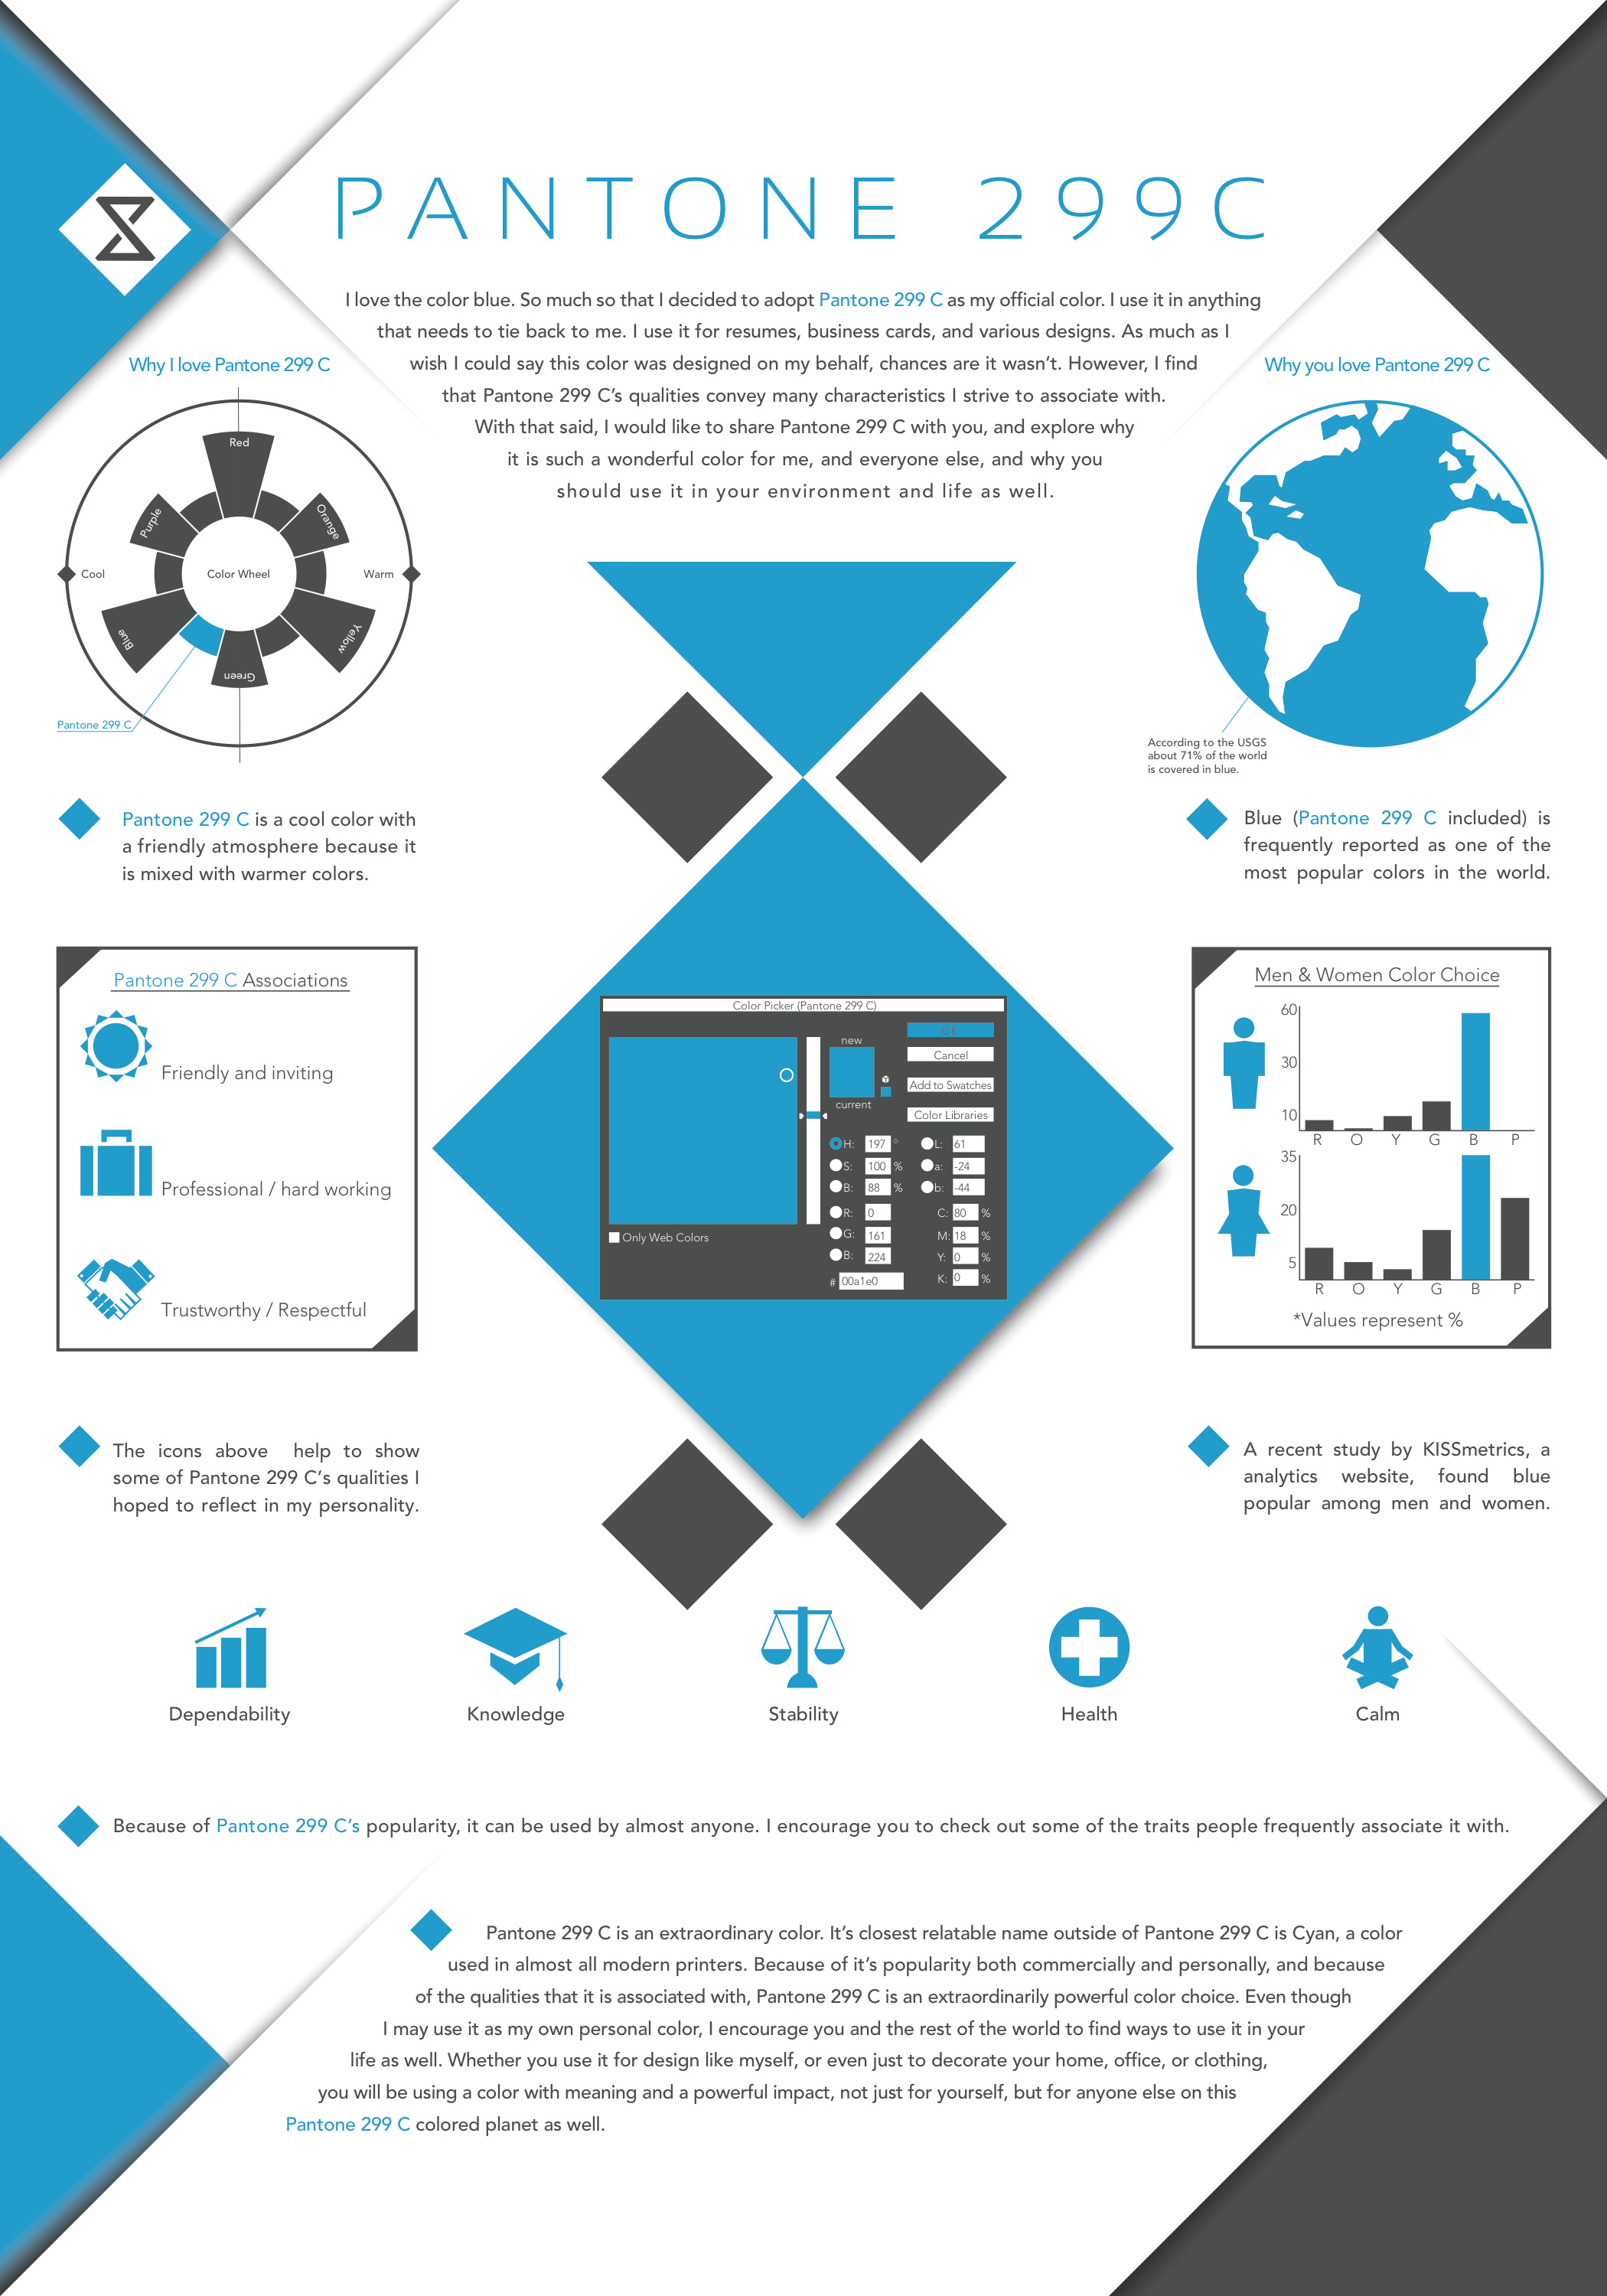 PANTONE 299C
I love the color blue. So much so that I decided to adopt Pantone 299 C as my official color. I use it in anything
that needs to tie back to me. I use it for resumes, business cards, and various designs. As much as I
wish I could say this color was designed on my behalf, chances are it wasn't. However, I find
that Pantone 299 C's qualities convey many characteristics I strive to associate with.
With that said, I would like to share Pantone 299 C with you, and explore why
it is such a wonderful color for me, and everyone else, and why you
should use it in your environment and life as well.
Why I love Pantone 299 C
Red
Purple
Orange
Cool
Color Wheel
Warm
Blue
Yellow
Green
Pantone 299 C
Pantone 299 C is a cool color with
a friendly atmosphere because it
is mixed with warmer colors.
Why you love Pantone 299 C
According to the USGS
about 71% of the world
is covered in blue.
Blue (Pantone 299 C included) is
frequently reported as one of the
most popular colors in the world.
Pantone 299 C Associations
Friendly and inviting
Professional / hard working
Trustworthy / Respectful
Color Picker (Pantone 299 C)
new
current
OK
Cancel
Add to Swatches
Color Libraries
H: 197 °
S: 100 %
B: 88 %
R: 0
G: 161
B: 224
# 00a1e0
L: 61
a: -24
b: -44
C: 80 %
M: 18 %
Y: 0 %
K: 0 %
Only Web Colors
Men & Women Color Choice
60
30
10
R O Y G B P
35
20
5
R O Y G B P
*Values represent %
The icons above help to show
some of Pantone 299 C's qualities I
hoped to reflect in my personality.
A recent study by KISSmetrics, a
analytics website, found blue
popular among men and women.
Dependability
Knowledge
Stability
Health
Calm
Because of Pantone 299 C's popularity, it can be used by almost anyone. I encourage you to check out some of the traits people frequently associate it with.
Pantone 299 C is an extraordinary color. It's closest relatable name outside of Pantone 299 C is Cyan, a color
used in almost all modern printers. Because of it's popularity both commercially and personally, and because
of the qualities that it is associated with, Pantone 299 C is an extraordinarily powerful color choice. Even though
I may use it as my own personal color, I encourage you and the rest of the world to find ways to use it in your
life as well. Whether you use it for design like myself, or even just to decorate your home, office, or clothing,
you will be using a color with meaning and a powerful impact, not just for yourself, but for anyone else on this
Pantone 299 C colored planet as well.